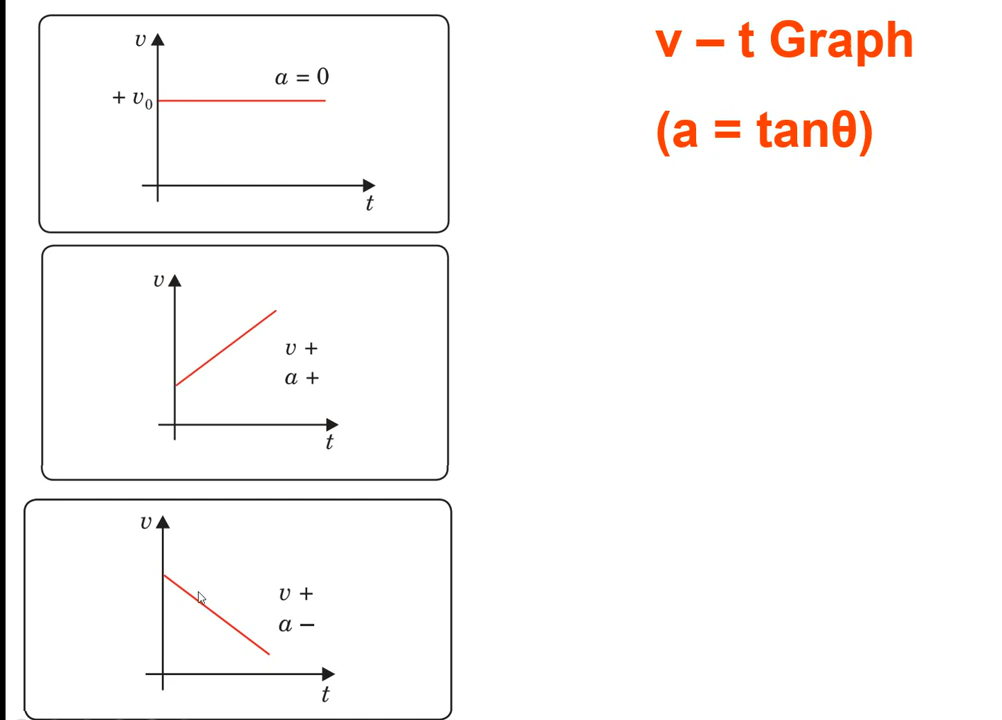 v – t Graph
(a = tanθ)
v
a = 0
+ v₀
t
v
v +
a +
t
v
v +
a –
t